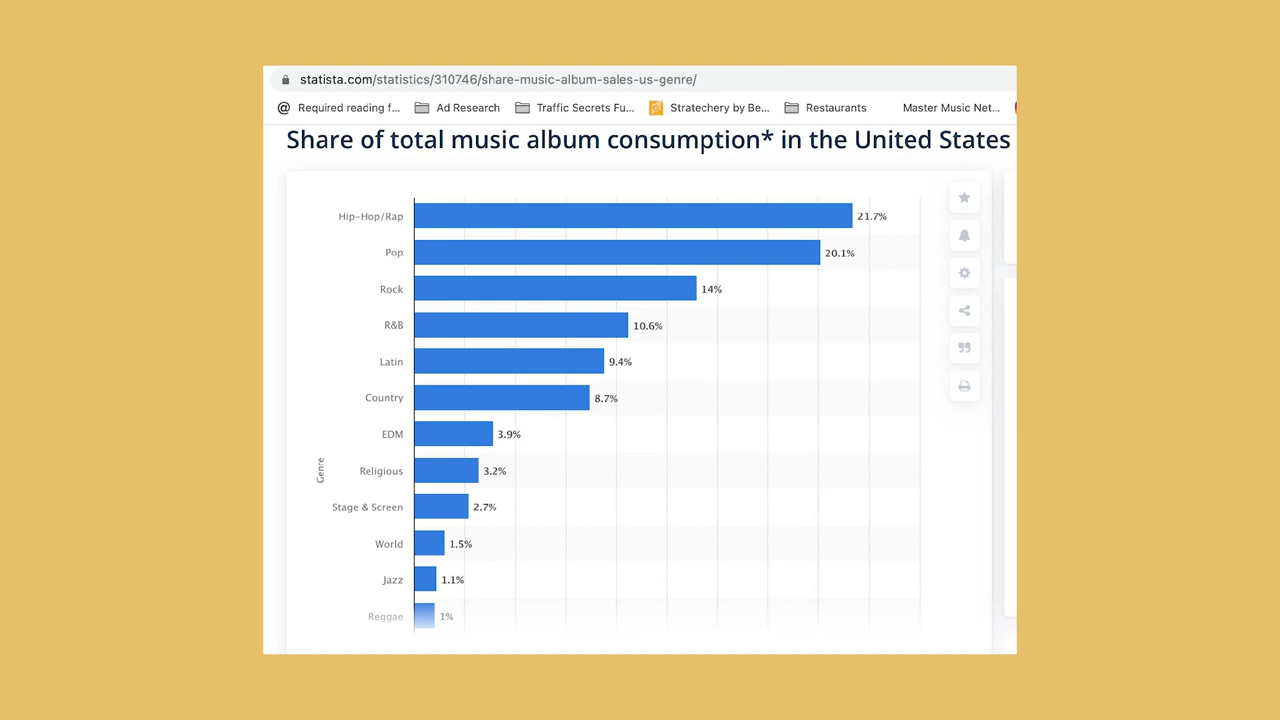 statista.com/statistics/310746/share-music-album-sales-us-genre/
@ Required reading f... Ad Research Traffic Secrets Fu... Stratechery by Be... Restaurants Master Music Net...
Share of total music album consumption* in the United States
Hip-Hop/Rap 21.7%
Pop 20.1%
Rock 14%
R&B 10.6%
Latin 9.4%
Country 8.7%
EDM 3.9%
Genre
Religious 3.2%
Stage & Screen 2.7%
World 1.5%
Jazz 1.1%
Reggae 1%